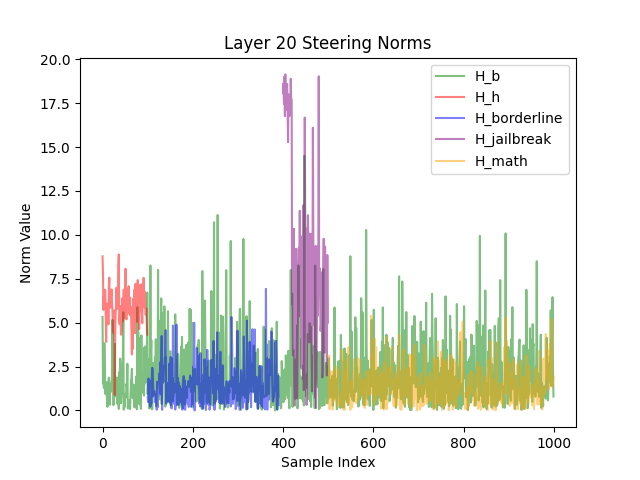 Layer 20 Steering Norms
20.0
17.5
15.0
12.5
10.0
7.5
5.0
2.5
0.0
Norm Value
H_b
H_h
H_borderline
H_jailbreak
H_math
0 200 400 600 800 1000
Sample Index